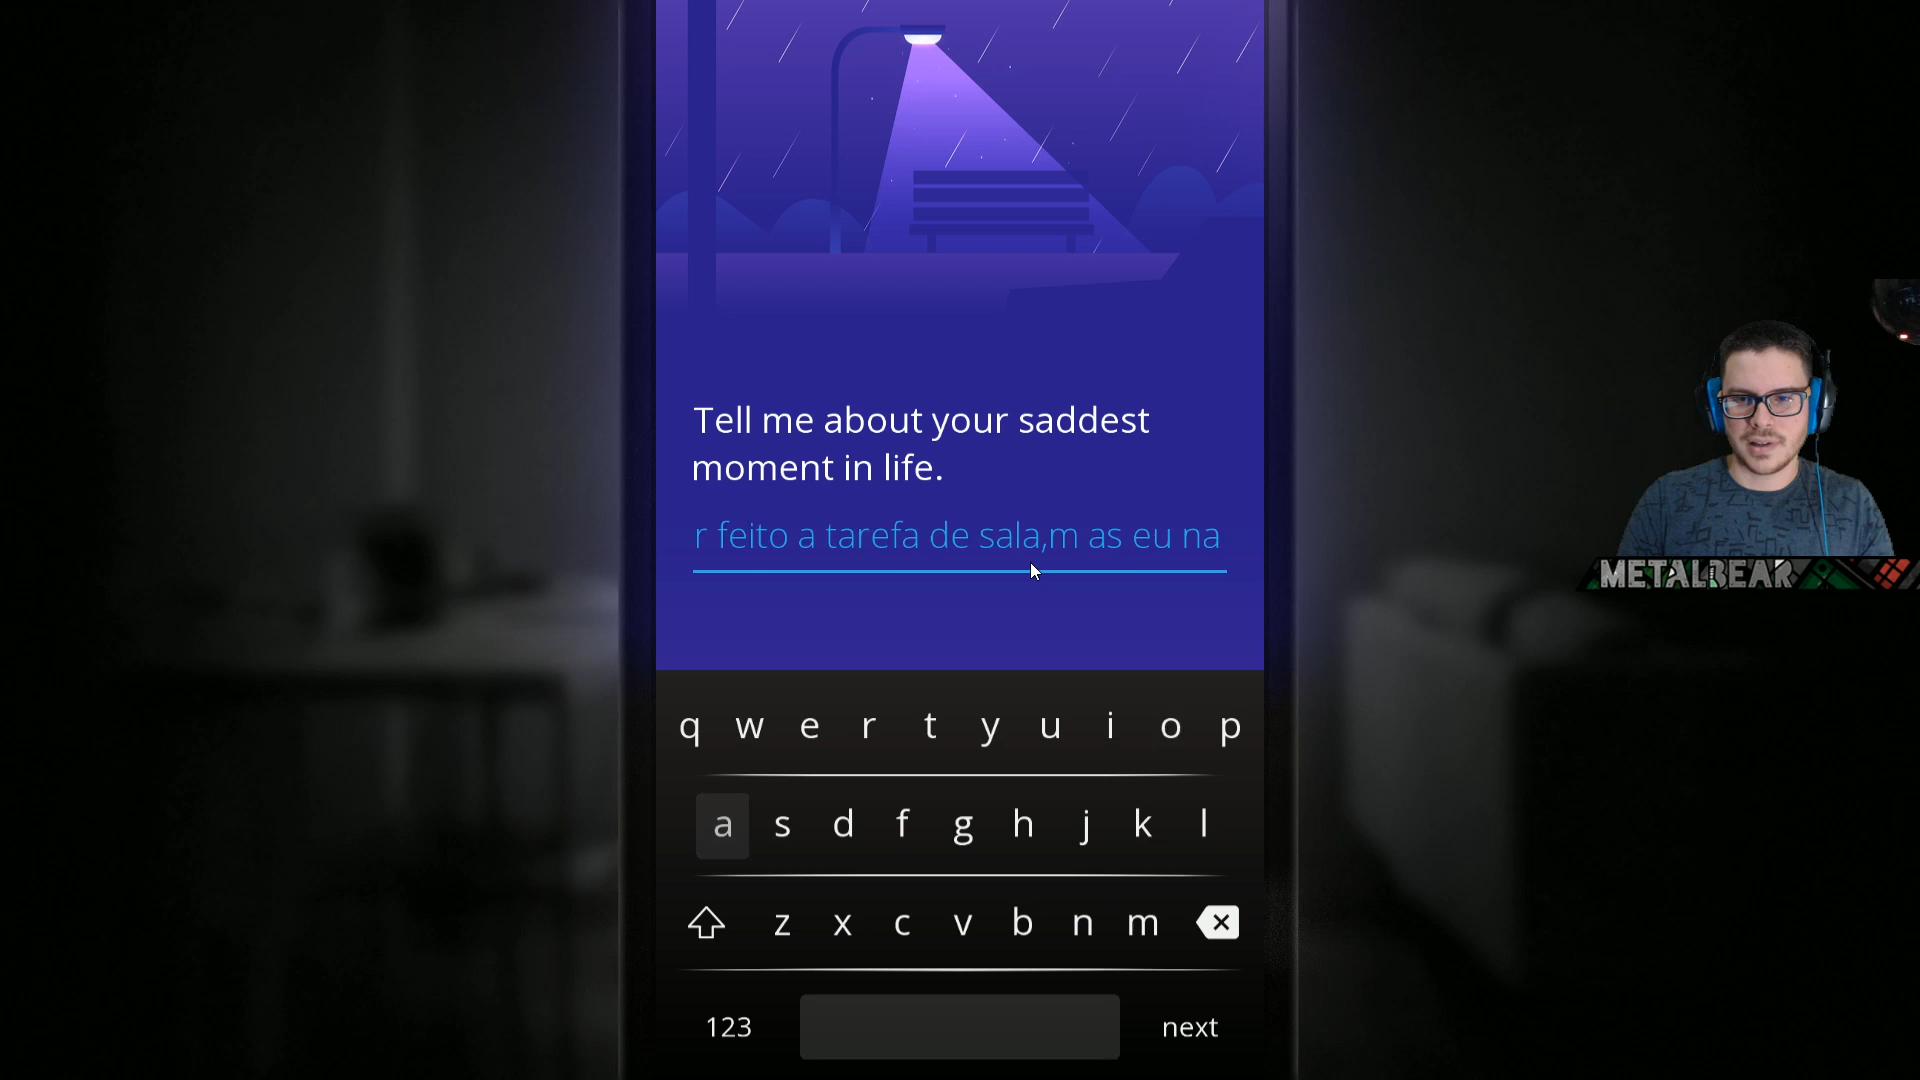 Tell me about your saddest
moment in life.
r feito a tarefa de sala,m as eu na
METALBEAR
q w e r t y u i o p
a s d f g h j k l
z x c v b n m
123 next